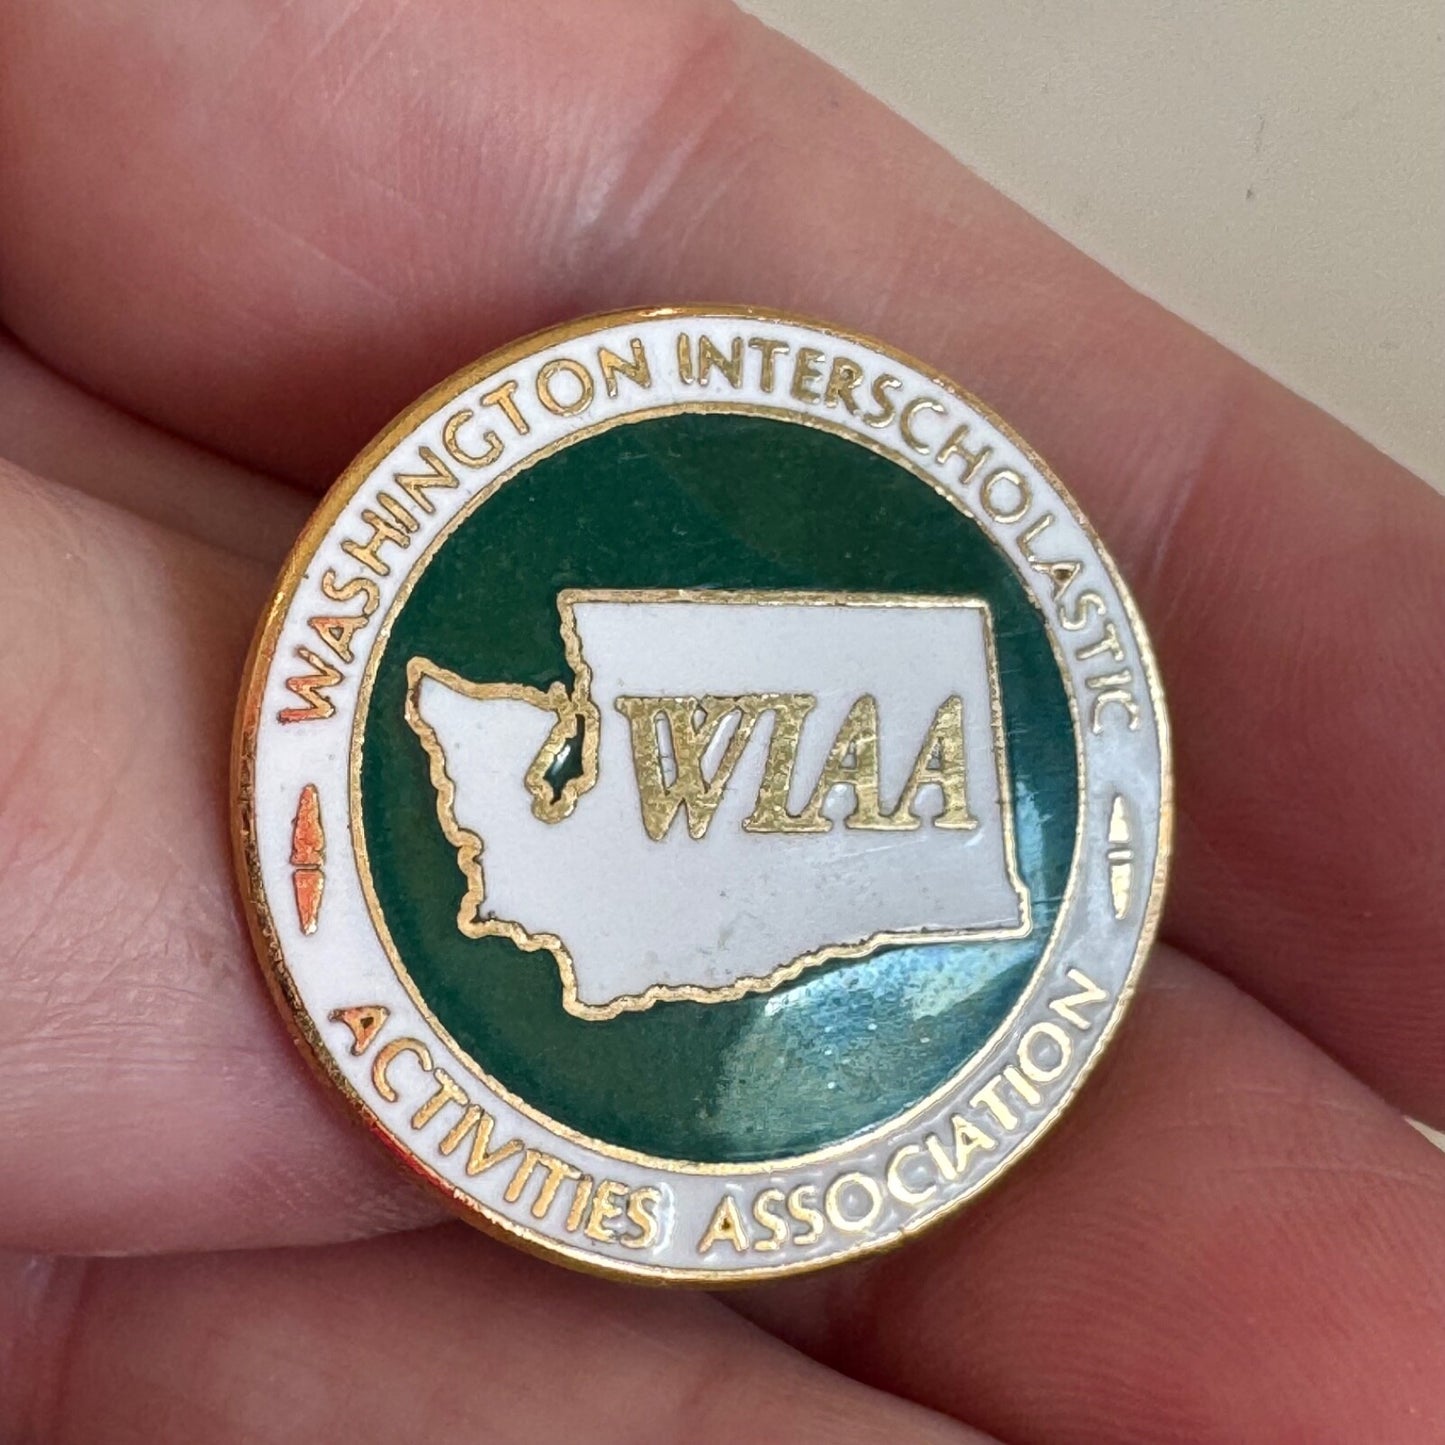 WASHINGTON INTERSCHOLASTIC
WIAA
ACTIVITIES ASSOCIATION